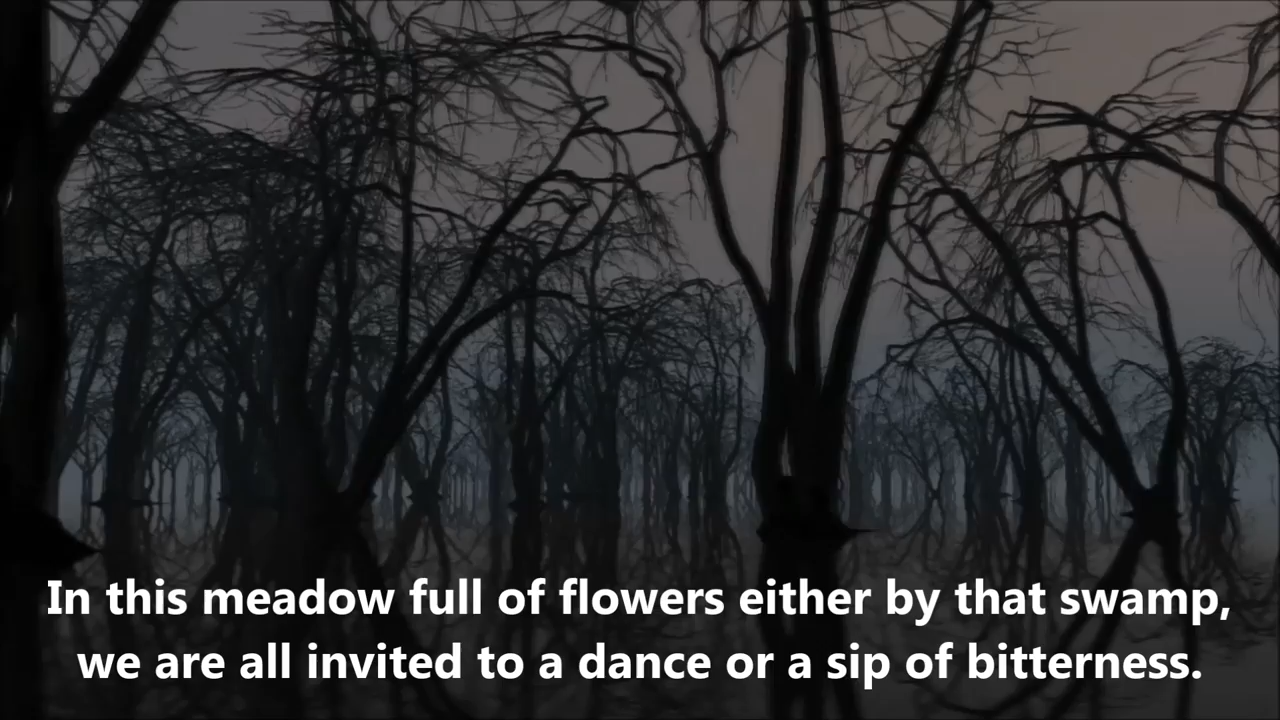 In this meadow full of flowers either by that swamp,
we are all invited to a dance or a sip of bitterness.